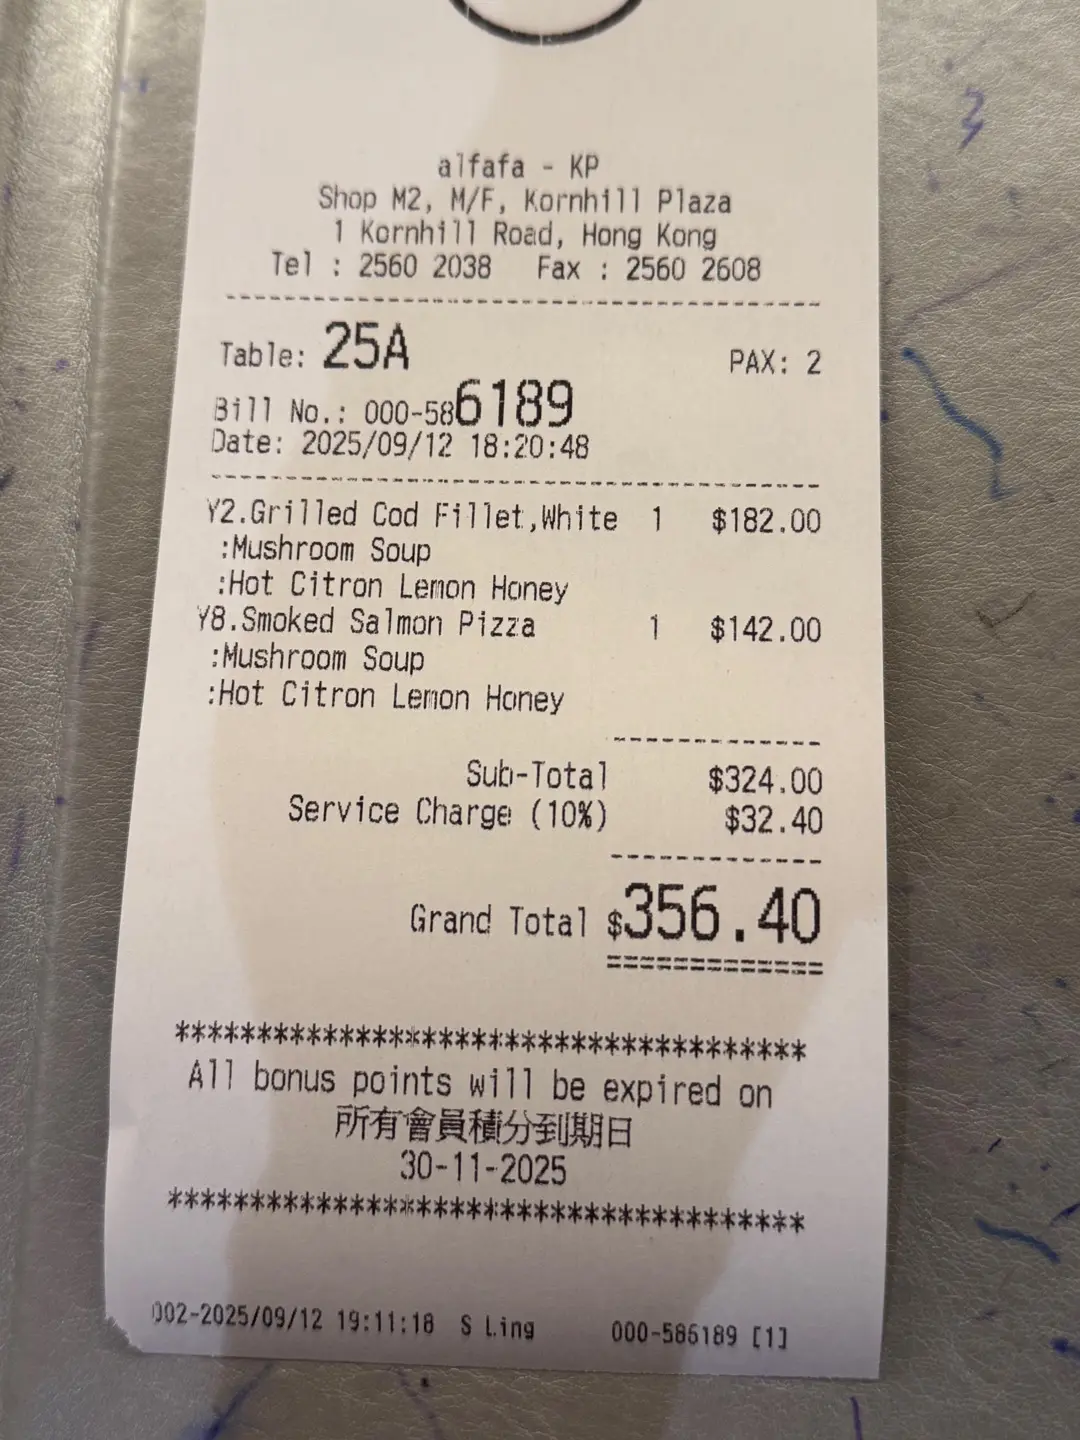 alfafa - KP
Shop M2, M/F, Kornhill Plaza
1 Kornhill Road, Hong Kong
Tel : 2560 2038 Fax : 2560 2608
Table: 25A PAX: 2
Bill No.: 000-586189
Date: 2025/09/12 18:20:48
Y2.Grilled Cod Fillet,White 1 $182.00
:Mushroom Soup
:Hot Citron Lemon Honey
Y8.Smoked Salmon Pizza 1 $142.00
:Mushroom Soup
:Hot Citron Lemon Honey
Sub-Total $324.00
Service Charge (10%) $32.40
Grand Total $356.40
**************************************
All bonus points will be expired on
所有會員積分到期日
30-11-2025
**************************************
002-2025/09/12 19:11:18 S Ling 000-586189 [1]